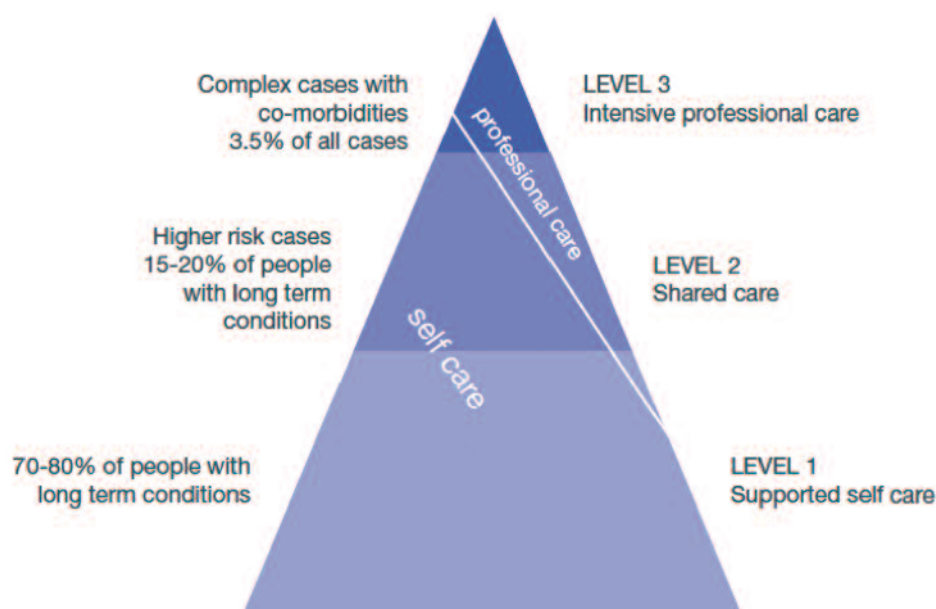 Complex cases with
co-morbidities
3.5% of all cases
LEVEL 3
Intensive professional care
professional care
Higher risk cases
15-20% of people
with long term
conditions
LEVEL 2
Shared care
self care
70-80% of people with
long term conditions
LEVEL 1
Supported self care